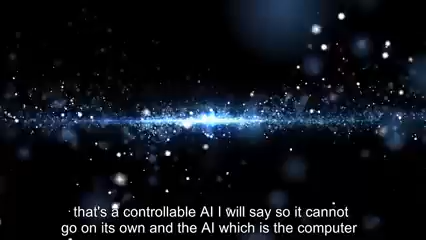 that's a controllable AI I will say so it cannot
go on its own and the AI which is the computer